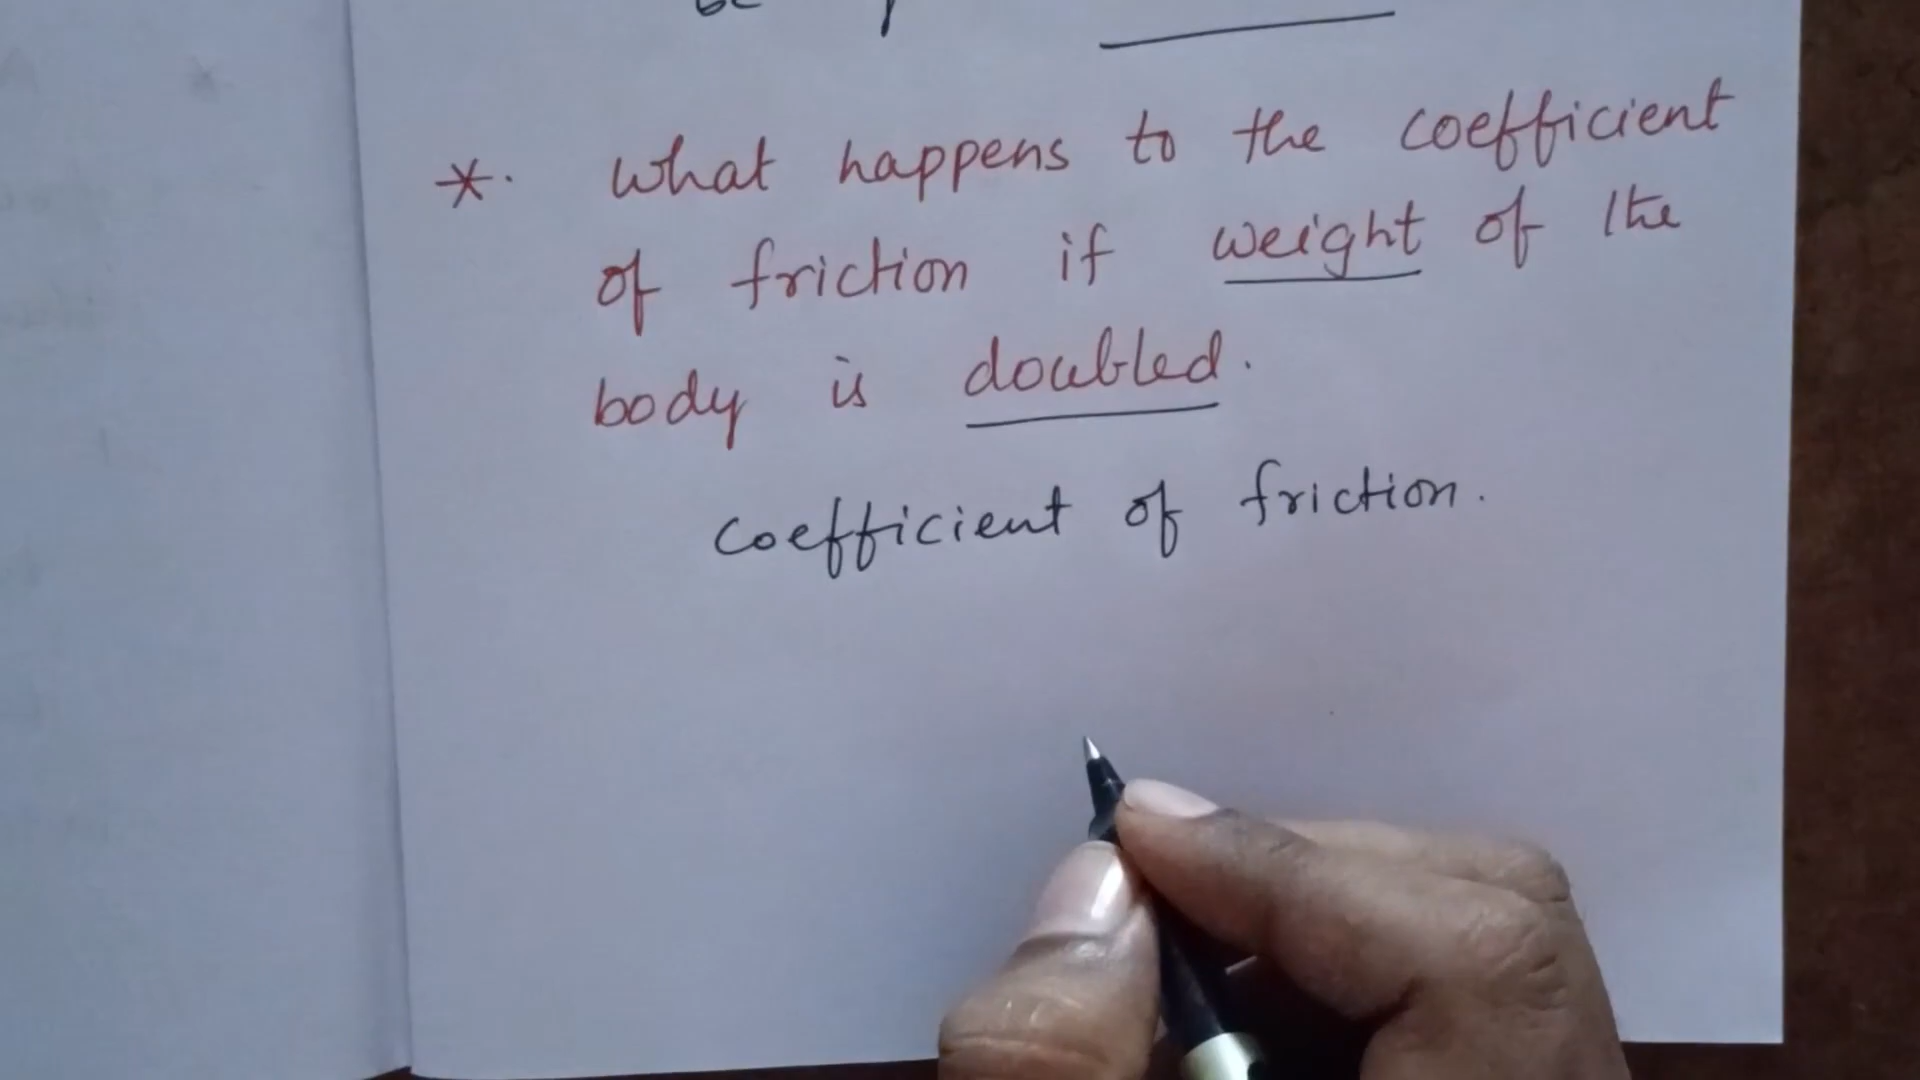 *. What happens to the coefficient
of friction if weight of the
body is doubled.
Coefficient of friction.